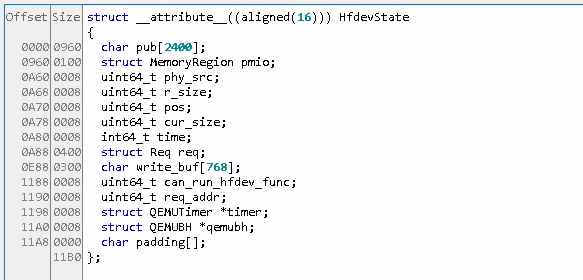 Offset Size struct __attribute__((aligned(16))) HfdevState
{
0000 0960 char pub[2400];
0960 0100 struct MemoryRegion pmio;
0A60 0008 uint64_t phy_src;
0A68 0008 uint64_t r_size;
0A70 0008 uint64_t pos;
0A78 0008 uint64_t cur_size;
0A80 0008 int64_t time;
0A88 0400 struct Req req;
0E88 0300 char write_buf[768];
1188 0008 uint64_t can_run_hfdev_func;
1190 0008 uint64_t req_addr;
1198 0008 struct QEMUTimer *timer;
11A0 0008 struct QEMUBH *qemubh;
11A8 0000 char padding[];
11B0 };